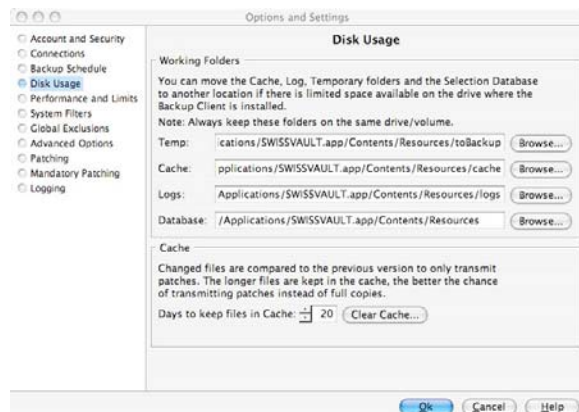 Options and Settings
Account and Security
Connections
Backup Schedule
Disk Usage
Performance and Limits
System Filters
Global Exclusions
Advanced Options
Patching
Mandatory Patching
Logging
Disk Usage
Working Folders
You can move the Cache, Log, Temporary folders and the Selection Database
to another location if there is limited space available on the drive where the
Backup Client is installed.
Note: Always keep these folders on the same drive/volume.
Temp: :cations/SWISSVAULT.app/Contents/Resources/toBackup Browse...
Cache: pplications/SWISSVAULT.app/Contents/Resources/cache Browse...
Logs: Applications/SWISSVAULT.app/Contents/Resources/logs Browse...
Database: /Applications/SWISSVAULT.app/Contents/Resources Browse...
Cache
Changed files are compared to the previous version to only transmit
patches. The longer files are kept in the cache, the better the chance
of transmitting patches instead of full copies.
Days to keep files in Cache: 20 Clear Cache...
Ok Cancel Help